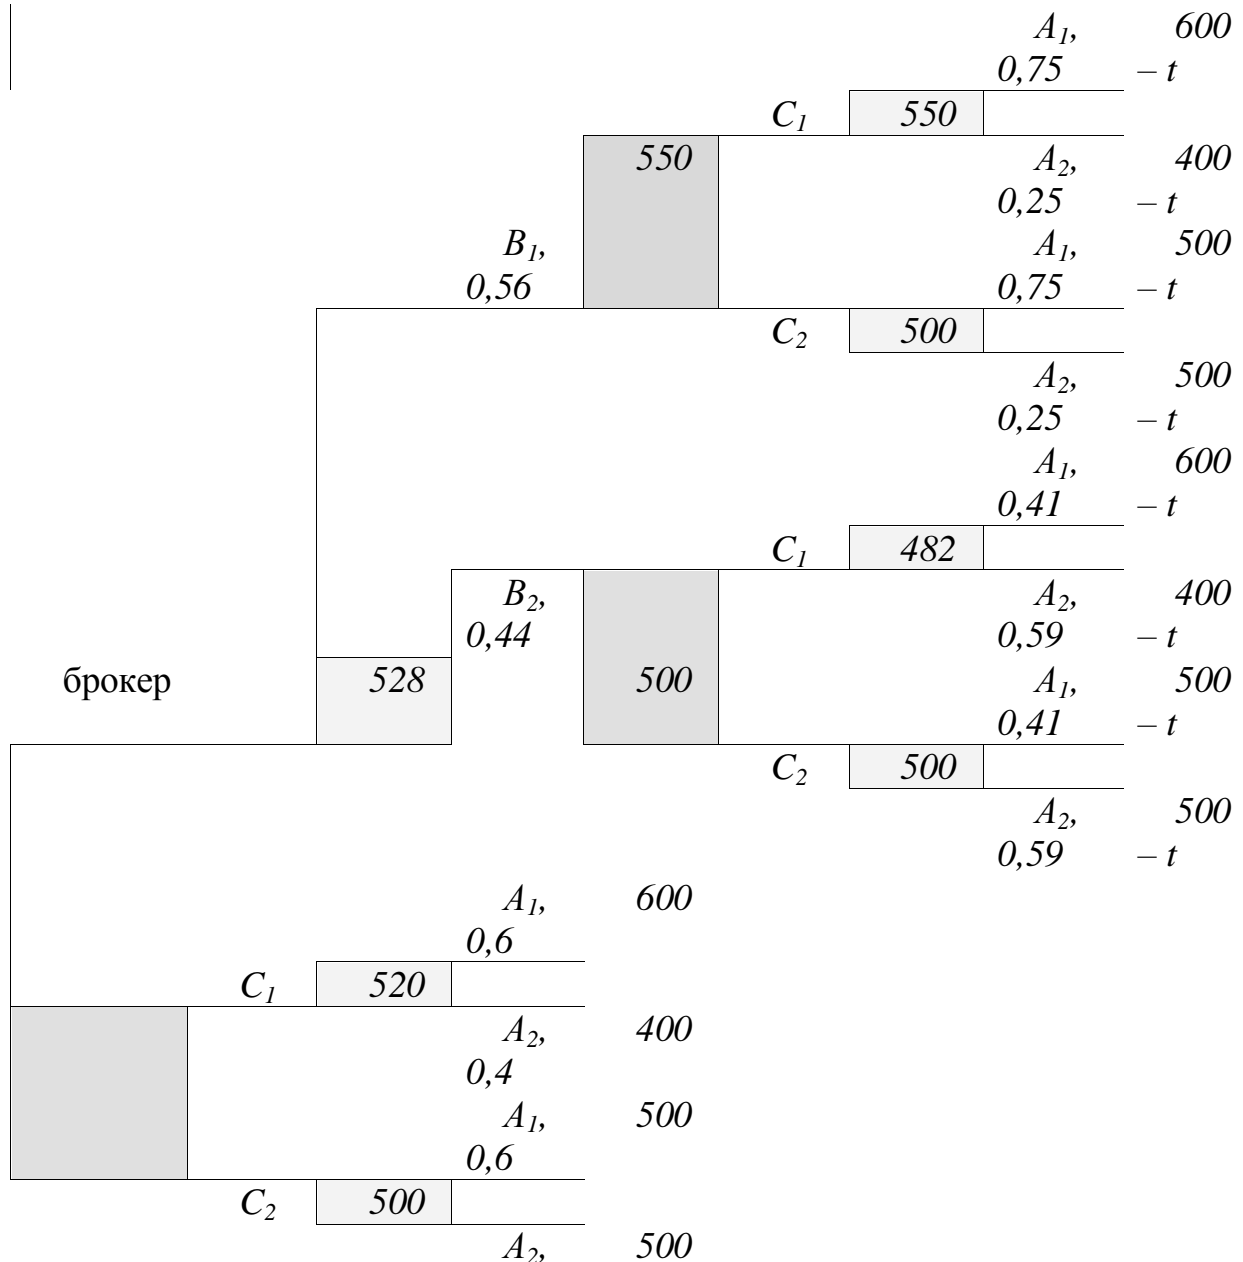 A₁, 600
0,75 – t
C₁ 550
550 A₂, 400
0,25 – t
B₁, A₁, 500
0,56 0,75 – t
C₂ 500
A₂, 500
0,25 – t
A₁, 600
0,41 – t
C₁ 482
B₂, A₂, 400
0,44 0,59 – t
брокер 528 500 A₁, 500
0,41 – t
C₂ 500
A₂, 500
0,59 – t
A₁, 600
0,6
C₁ 520
A₂, 400
0,4
A₁, 500
0,6
C₂ 500
A₂, 500